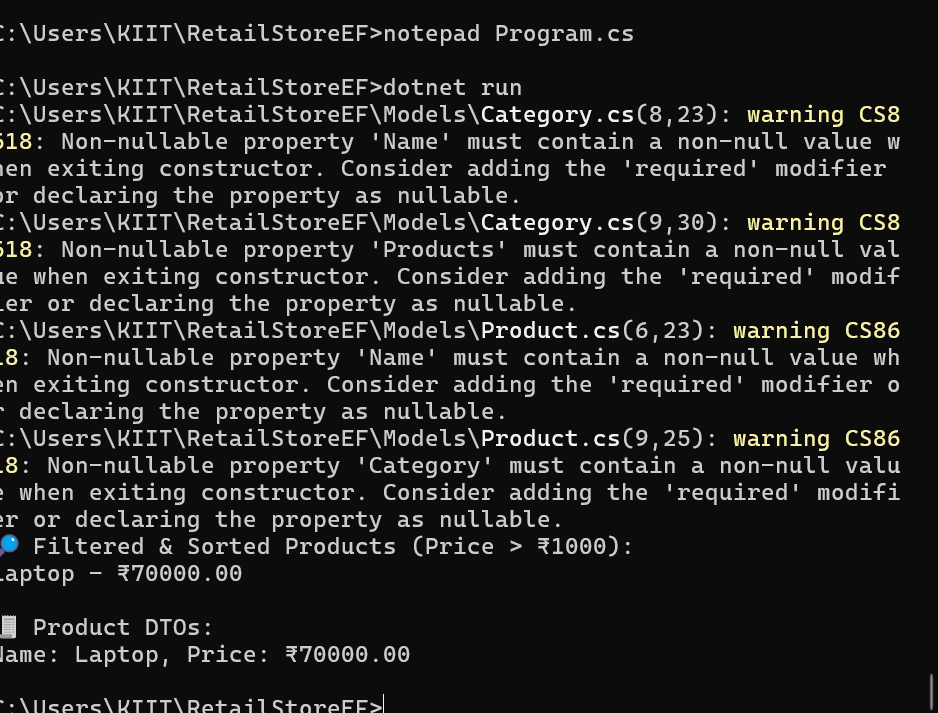 C:\Users\KIIT\RetailStoreEF>notepad Program.cs
C:\Users\KIIT\RetailStoreEF>dotnet run
C:\Users\KIIT\RetailStoreEF\Models\Category.cs(8,23): warning CS8
618: Non-nullable property 'Name' must contain a non-null value w
hen exiting constructor. Consider adding the 'required' modifier
or declaring the property as nullable.
C:\Users\KIIT\RetailStoreEF\Models\Category.cs(9,30): warning CS8
618: Non-nullable property 'Products' must contain a non-null val
ue when exiting constructor. Consider adding the 'required' modif
ier or declaring the property as nullable.
C:\Users\KIIT\RetailStoreEF\Models\Product.cs(6,23): warning CS86
18: Non-nullable property 'Name' must contain a non-null value wh
en exiting constructor. Consider adding the 'required' modifier o
r declaring the property as nullable.
C:\Users\KIIT\RetailStoreEF\Models\Product.cs(9,25): warning CS86
18: Non-nullable property 'Category' must contain a non-null valu
e when exiting constructor. Consider adding the 'required' modifi
er or declaring the property as nullable.
🔎 Filtered & Sorted Products (Price > ₹1000):
Laptop - ₹70000.00
🧾 Product DTOs:
Name: Laptop, Price: ₹70000.00
C:\Users\KIIT\RetailStoreEF>